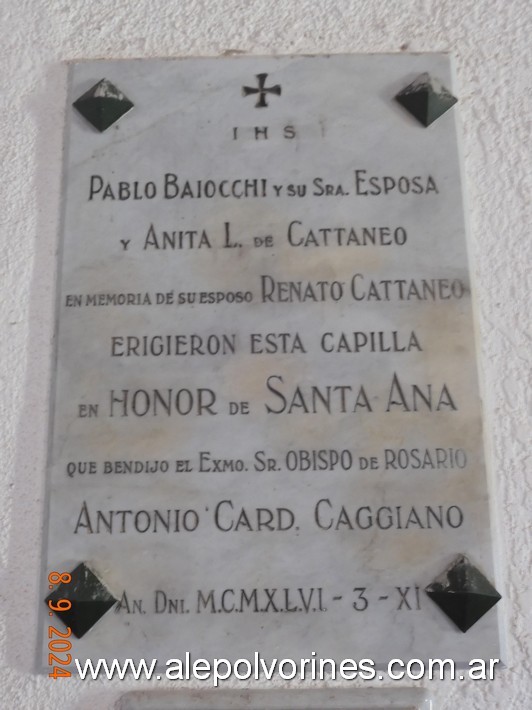 I H S
PABLO BAIOCCHI Y SU SRA. ESPOSA
Y ANITA L. DE CATTANEO
EN MEMORIA DE SU ESPOSO RENATO CATTANEO
ERIGIERON ESTA CAPILLA
EN HONOR DE SANTA ANA
QUE BENDIJO EL EXMO. SR. OBISPO DE ROSARIO
ANTONIO CARD. CAGGIANO
AN. DNI. M.C.M.X.L.V.I. - 3 - XI
8.9.2024
www.alepolvorines.com.ar